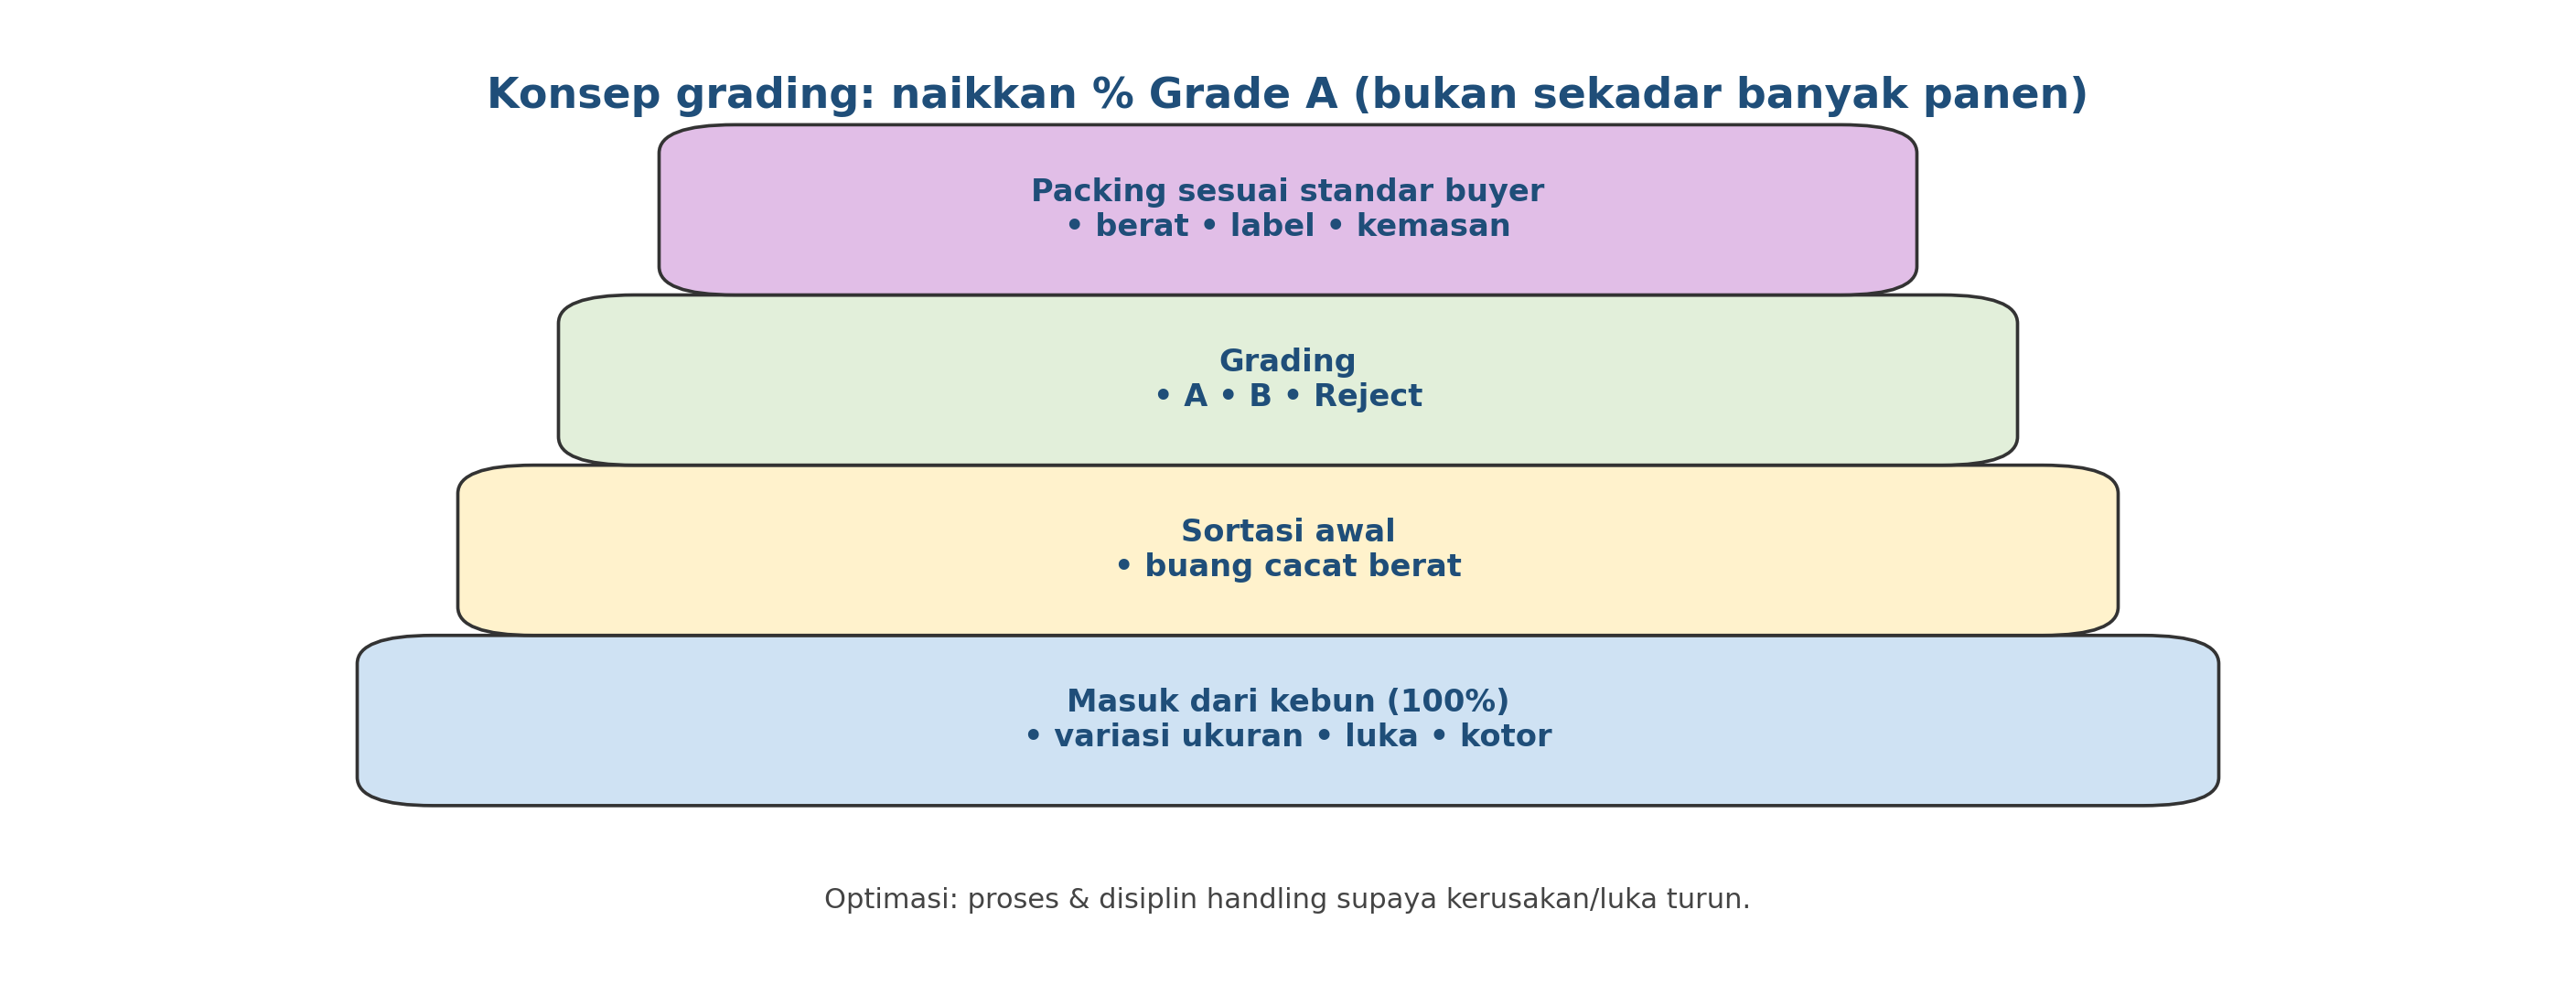 Konsep grading: naikkan % Grade A (bukan sekadar banyak panen)
Packing sesuai standar buyer
• berat • label • kemasan
Grading
• A • B • Reject
Sortasi awal
• buang cacat berat
Masuk dari kebun (100%)
• variasi ukuran • luka • kotor
Optimasi: proses & disiplin handling supaya kerusakan/luka turun.